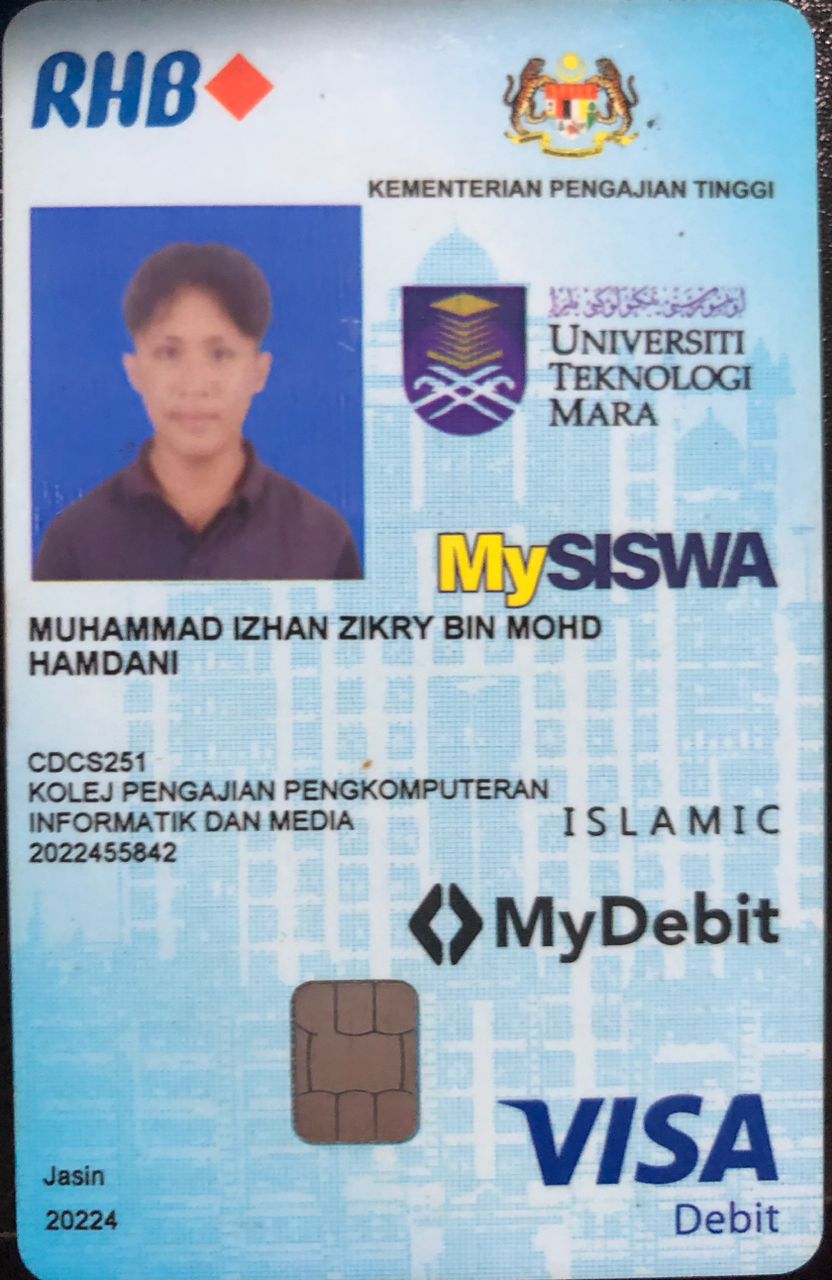 RHB
KEMENTERIAN PENGAJIAN TINGGI
UNIVERSITI
TEKNOLOGI
MARA
MySISWA
MUHAMMAD IZHAN ZIKRY BIN MOHD
HAMDANI
CDCS251
KOLEJ PENGAJIAN PENGKOMPUTERAN
INFORMATIK DAN MEDIA
2022455842
ISLAMIC
MyDebit
VISA
Debit
Jasin
20224